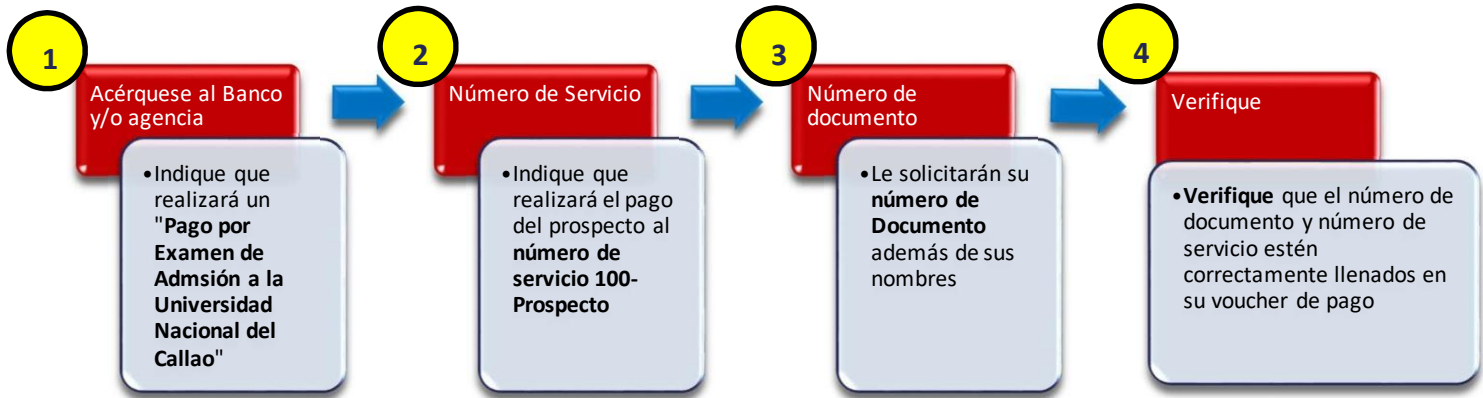 1
Acérquese al Banco
y/o agencia
•Indique que
realizará un
"Pago por
Examen de
Admsión a la
Universidad
Nacional del
Callao"
2
Número de Servicio
•Indique que
realizará el pago
del prospecto al
número de
servicio 100-
Prospecto
3
Número de
documento
•Le solicitarán su
número de
Documento
además de sus
nombres
4
Verifique
•Verifique que el número de
documento y número de
servicio estén
correctamente llenados en
su voucher de pago